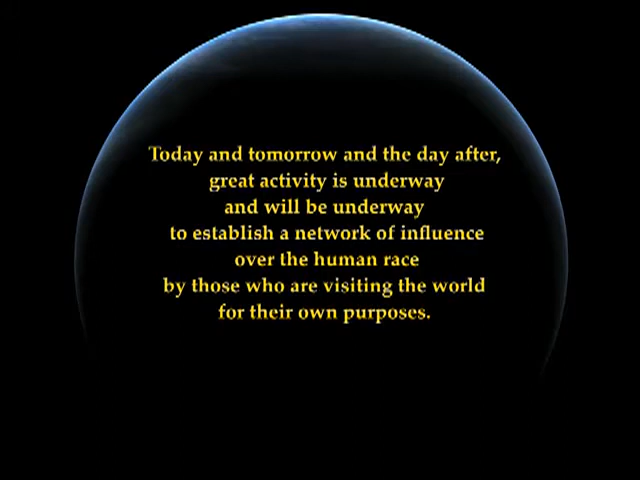 Today and tomorrow and the day after,
great activity is underway
and will be underway
to establish a network of influence
over the human race
by those who are visiting the world
for their own purposes.